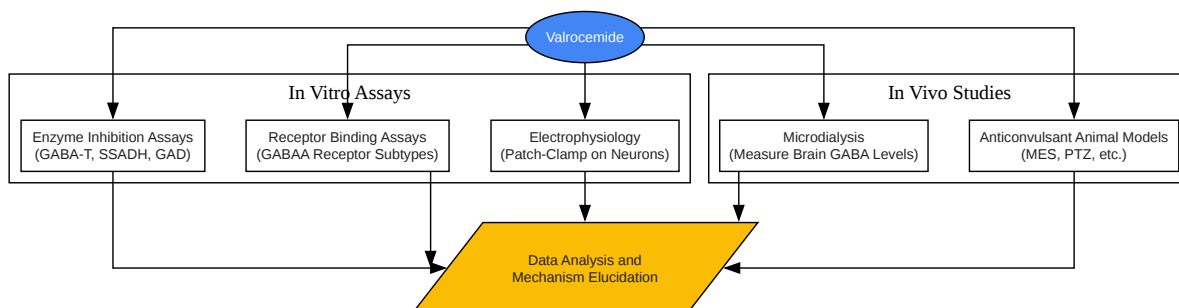 Valrocemide
In Vitro Assays
In Vivo Studies
Enzyme Inhibition Assays
(GABA-T, SSADH, GAD)
Receptor Binding Assays
(GABAA Receptor Subtypes)
Electrophysiology
(Patch-Clamp on Neurons)
Microdialysis
(Measure Brain GABA Levels)
Anticonvulsant Animal Models
(MES, PTZ, etc.)
Data Analysis and
Mechanism Elucidation